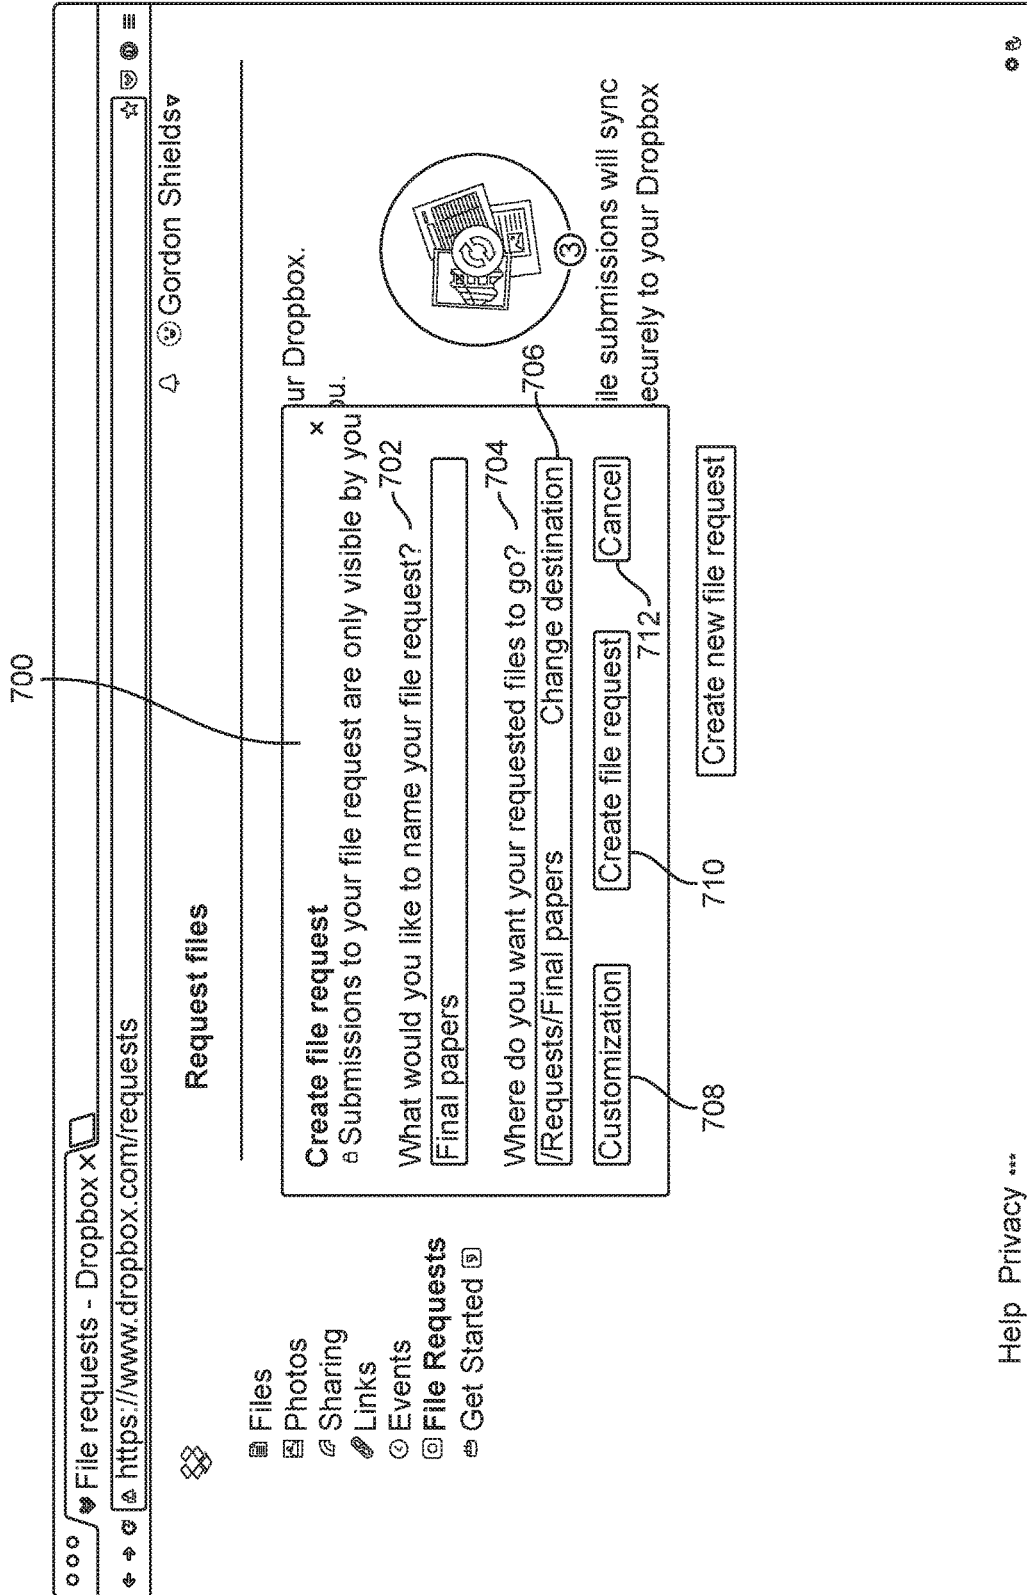 700
File requests - Dropbox X
https://www.dropbox.com/requests
Gordon Shields
Request files
Files
Photos
Sharing
Links
Events
File Requests
Get Started
ur Dropbox.
ou.
Create file request
x
Submissions to your file request are only visible by you
What would you like to name your file request?
702
Final papers
Where do you want your requested files to go?
704
/Requests/Final papers
Change destination
706
Customization
Create file request
Cancel
708
710
712
3
ile submissions will sync
ecurely to your Dropbox
Create new file request
Help Privacy ...